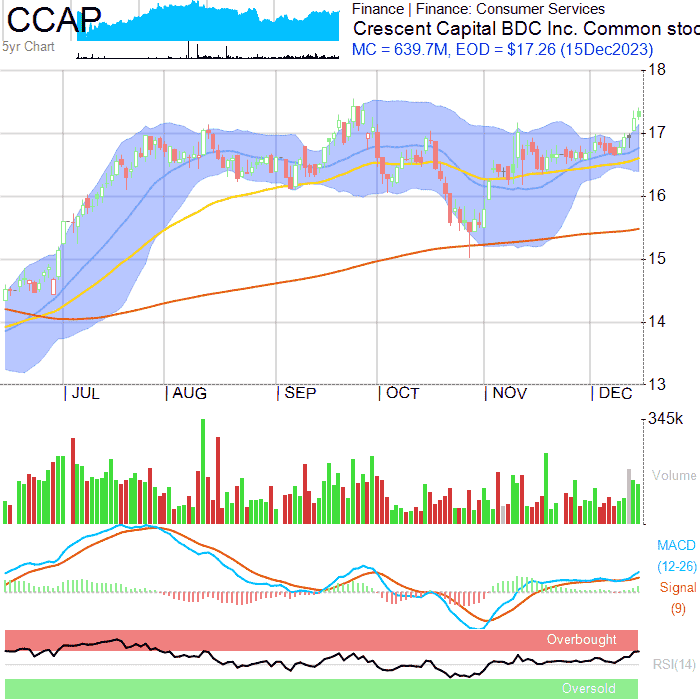 CCAP
5yr Chart
Finance | Finance: Consumer Services
Crescent Capital BDC Inc. Common stoc
MC = 639.7M, EOD = $17.26 (15Dec2023)
18
17
16
15
14
13
JUL AUG SEP OCT NOV DEC
345k
Volume
MACD
(12-26)
Signal
(9)
Overbought
RSI(14)
Oversold